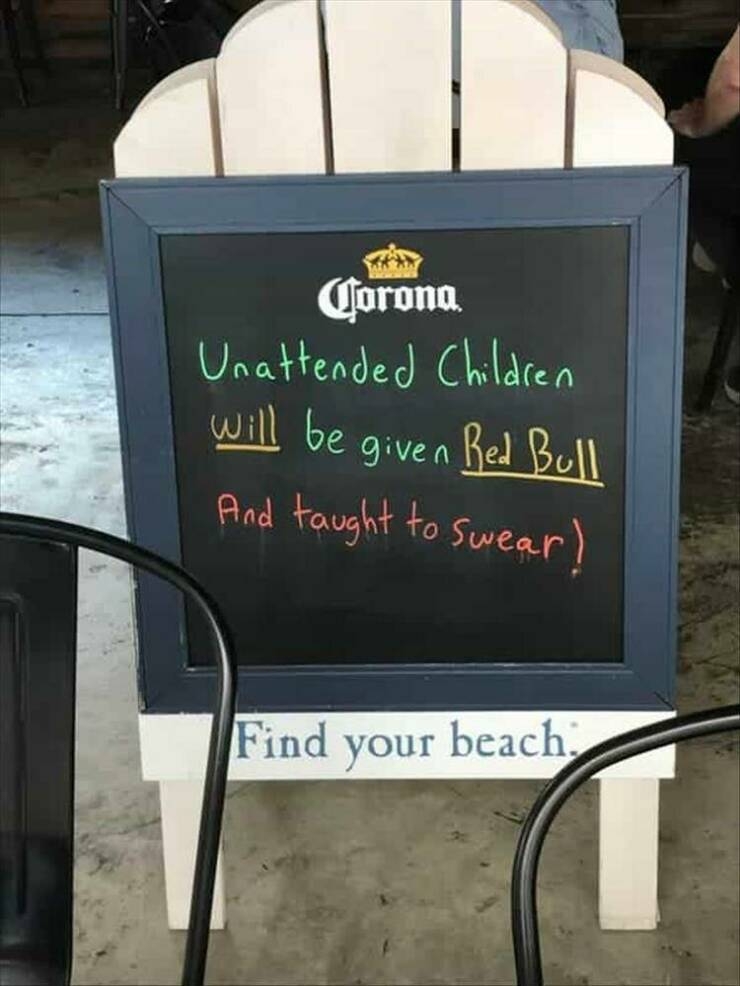 Corona
Unattended Children
Will be given Red Bull
And taught to swear!
Find your beach.